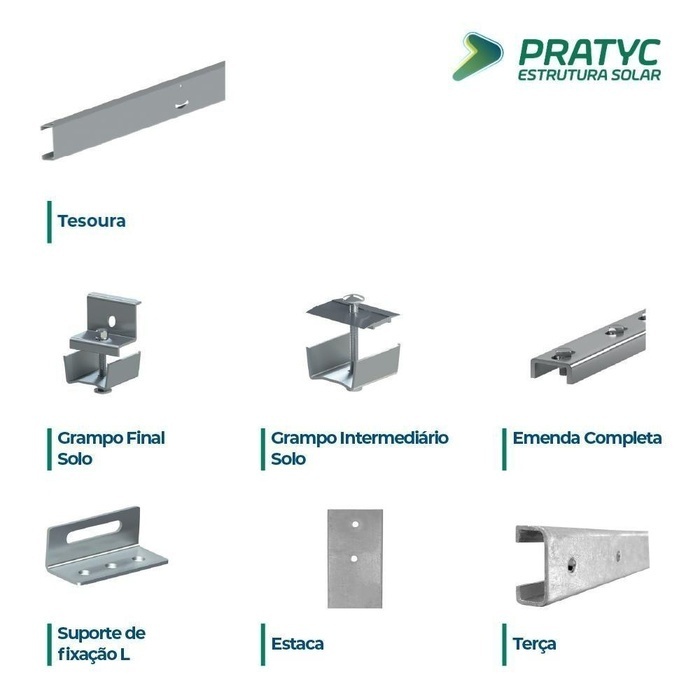 PRATYC
ESTRUTURA SOLAR
Tesoura
Grampo Final
Solo
Grampo Intermediário
Solo
Emenda Completa
Suporte de
fixação L
Estaca
Terça